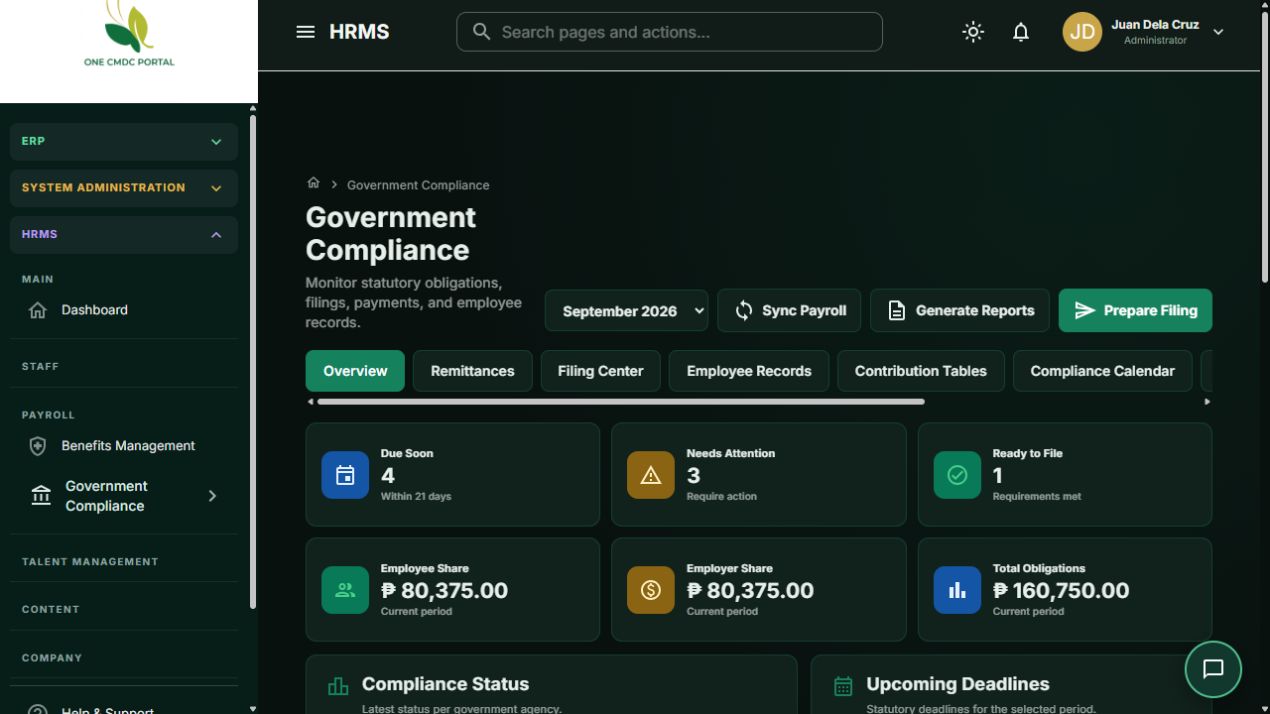 ONE CMDC PORTAL
ERP
SYSTEM ADMINISTRATION
HRMS
MAIN
Dashboard
STAFF
PAYROLL
Benefits Management
Government
Compliance
TALENT MANAGEMENT
CONTENT
COMPANY
Help & Support
HRMS
Search pages and actions...
JD
Juan Dela Cruz
Administrator
Government Compliance
Government
Compliance
Monitor statutory obligations,
filings, payments, and employee
records.
September 2026
Sync Payroll
Generate Reports
Prepare Filing
Overview
Remittances
Filing Center
Employee Records
Contribution Tables
Compliance Calendar
Due Soon
4
Within 21 days
Needs Attention
3
Require action
Ready to File
1
Requirements met
Employee Share
₱ 80,375.00
Current period
Employer Share
₱ 80,375.00
Current period
Total Obligations
₱ 160,750.00
Current period
Compliance Status
Latest status per government agency.
Upcoming Deadlines
Statutory deadlines for the selected period.